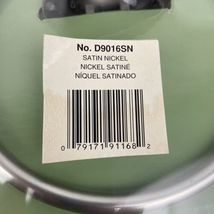 No. D9016SN
SATIN NICKEL
NICKEL SATINÉ
NÍQUEL SATINADO
0 79171 91168 2